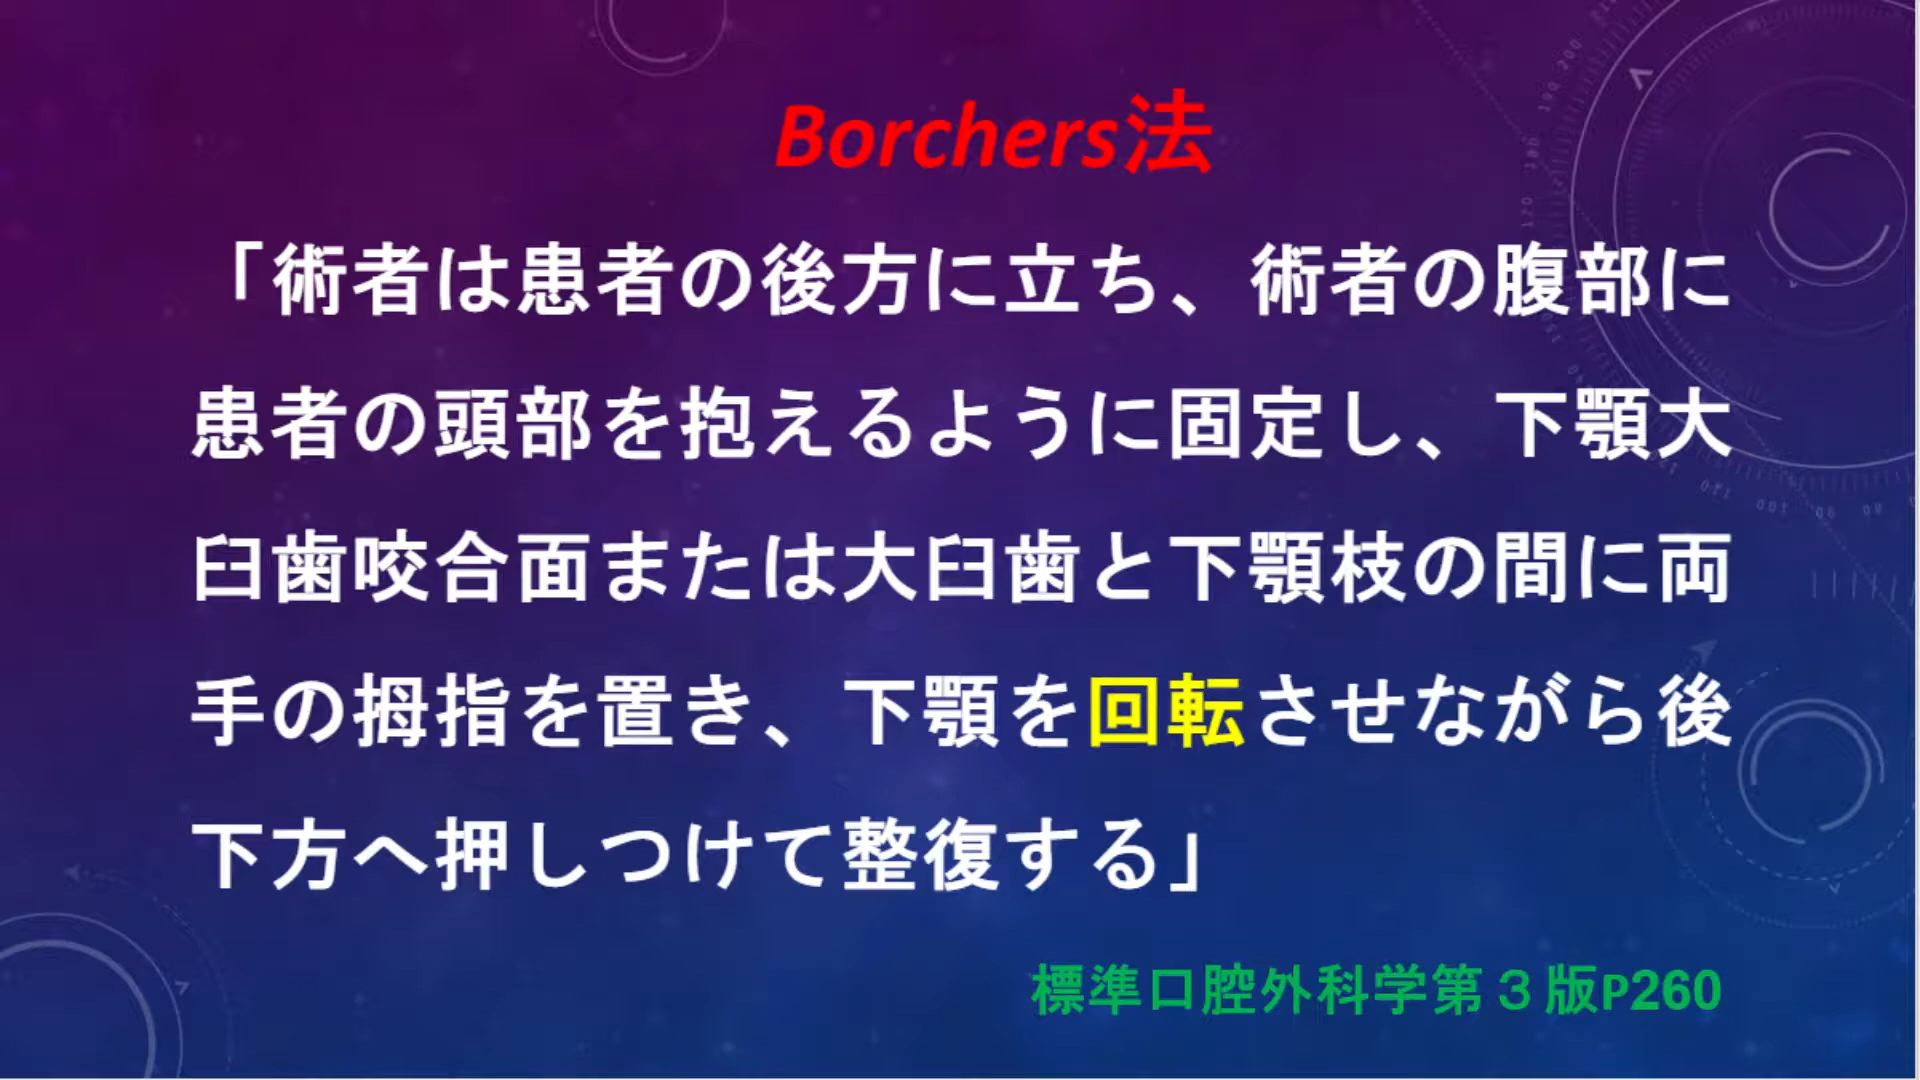 Borchers法
「術者は患者の後方に立ち、術者の腹部に
患者の頭部を抱えるように固定し、下顎大
臼歯咬合面または大臼歯と下顎枝の間に両
手の拇指を置き、下顎を回転させながら後
下方へ押しつけて整復する」
標準口腔外科学第３版P260